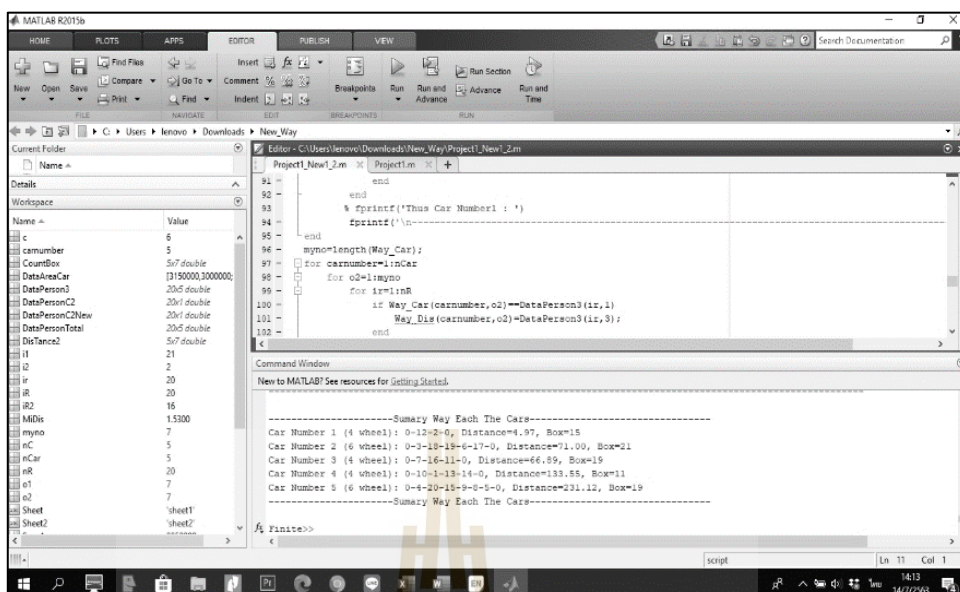 MATLAB R2015b
HOME PLOTS APPS EDITOR PUBLISH VIEW
Search Documentation
New Open Save
Find Files
Compare
Print
Go To
Find
Insert
Comment
Indent
Breakpoints
Run
Run and Advance
Run Section
Advance
Run and Time
FILE NAVIGATE EDIT BREAKPOINTS RUN
C: Users lenovo Downloads New_Way
Current Folder
Name
Details
Workspace
Name Value
c 6
carnumber 5
CountBox 5x7 double
DataAreaCar [3150000,3000000;
DataPerson3 20x5 double
DataPersonC2 20x1 double
DataPersonC2New 20x1 double
DataPersonTotal 20x5 double
DisTance2 5x7 double
i1 21
i2 2
ir 20
iR 20
iR2 16
MiDis 1.5300
myno 7
nC 5
nCar 5
nR 20
o1 7
o2 7
Sheet 'sheet1'
Sheet2 'sheet2'
Editor - C:\Users\lenovo\Downloads\New_Way\Project1_New1_2.m
Project1_New1_2.m Project1.m
91 - end
92 - end
93 % fprintf('Thus Car Number1 : ')
94 - fprintf('\n----------------------------------------
95 - end
96 - myno=length(Way_Car);
97 - for carnumber=1:nCar
98 - for o2=1:myno
99 - for ir=1:nR
100 - if Way_Car(carnumber,o2)==DataPerson3(ir,1)
101 - Way_Dis(carnumber,o2)=DataPerson3(ir,3);
102 - end
Command Window
New to MATLAB? See resources for Getting Started.
------------------------Sumary Way Each The Cars-----------------------------------
Car Number 1 (4 wheel): 0-12-2-0, Distance=4.97, Box=15
Car Number 2 (6 wheel): 0-3-18-19-6-17-0, Distance=71.00, Box=21
Car Number 3 (4 wheel): 0-7-16-11-0, Distance=66.89, Box=19
Car Number 4 (4 wheel): 0-10-1-13-14-0, Distance=133.55, Box=11
Car Number 5 (6 wheel): 0-4-20-15-9-8-5-0, Distance=231.12, Box=19
------------------------Sumary Way Each The Cars-----------------------------------
fx Finite>>
script Ln 11 Col 1
ไทย 14:13
14/7/2563